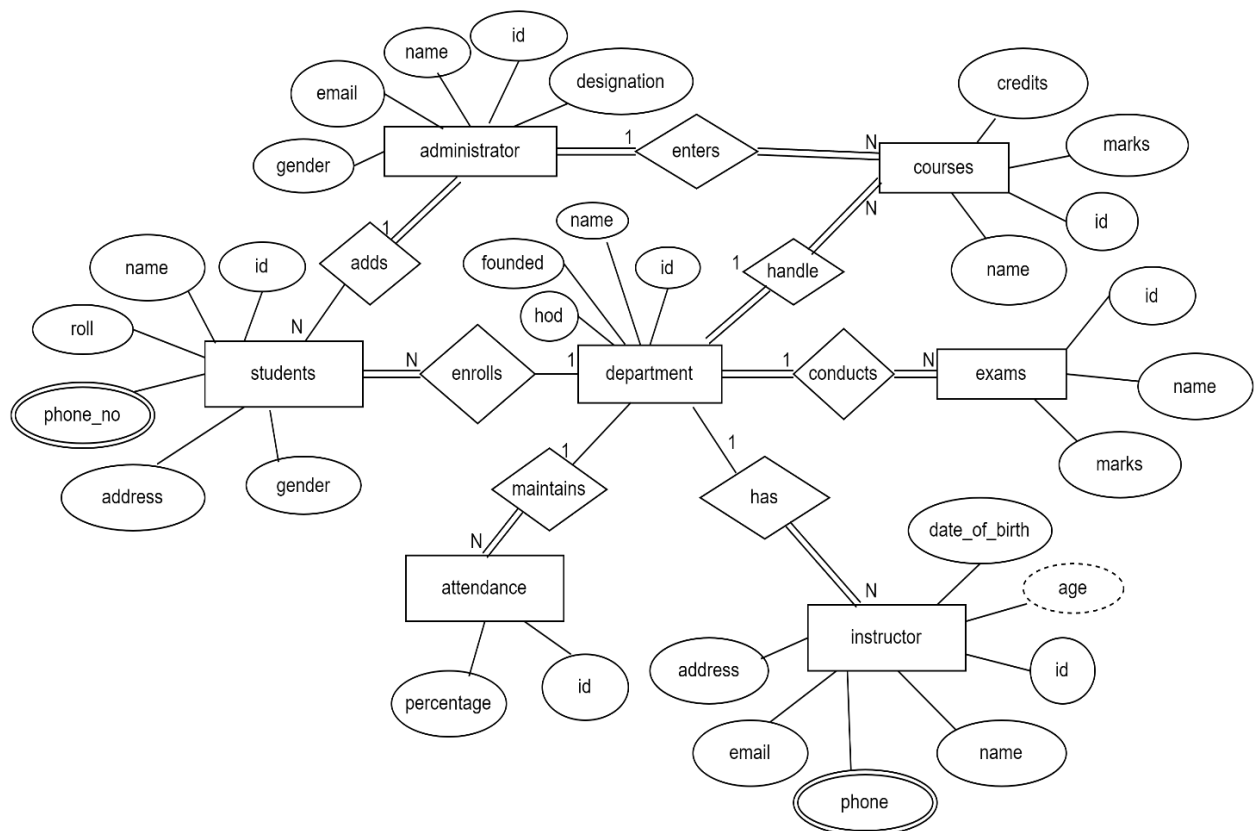 id
name
designation
email
administrator
gender
1
enters
N
courses
credits
marks
id
name
1
adds
N
N
1
handle
name
founded
id
hod
name
id
roll
students
phone_no
address
gender
N
enrolls
1
department
1
conducts
N
exams
id
name
marks
1
maintains
N
attendance
percentage
id
1
has
N
instructor
date_of_birth
age
id
name
phone
email
address